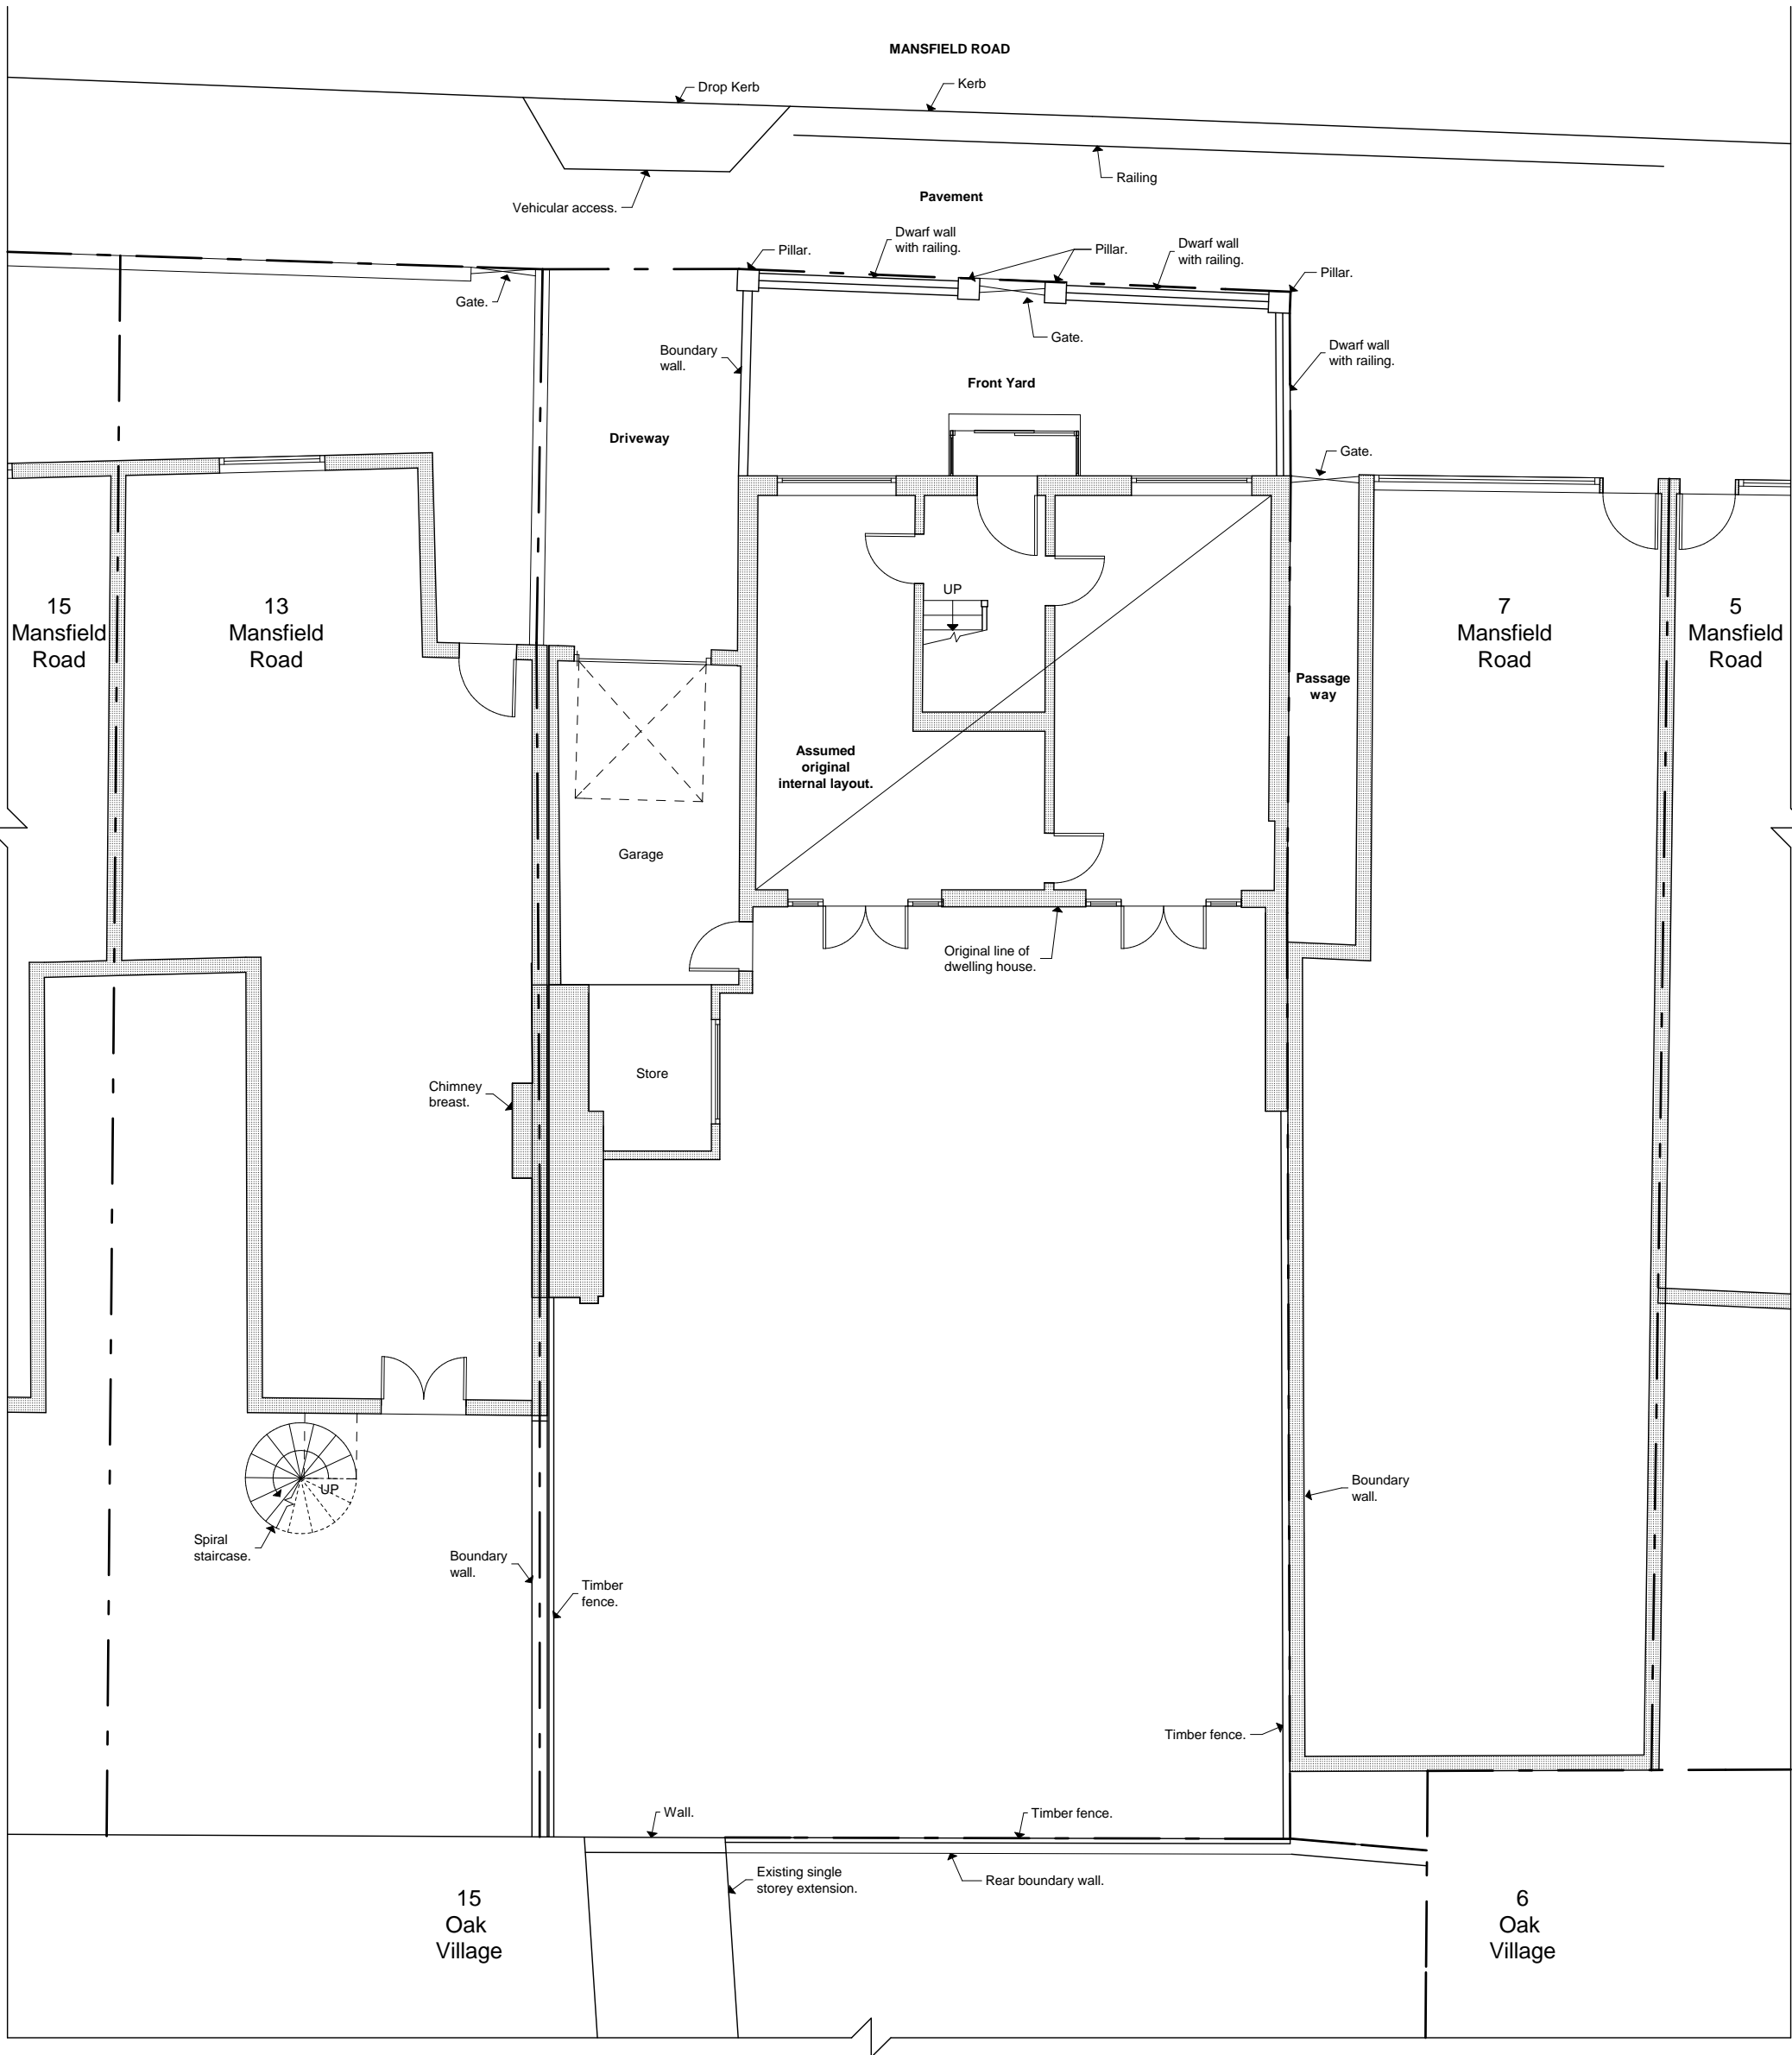 MANSFIELD ROAD
Drop Kerb
Kerb
Railing
Vehicular access.
Pavement
Pillar.
Dwarf wall
with railing.
Pillar.
Dwarf wall
with railing.
Pillar.
Gate.
Gate.
Boundary
wall.
Dwarf wall
with railing.
Front Yard
Driveway
Gate.
15
Mansfield
Road
13
Mansfield
Road
UP
7
Mansfield
Road
5
Mansfield
Road
Passage
way
Assumed
original
internal layout.
Garage
Original line of
dwelling house.
Store
Chimney
breast.
UP
Spiral
staircase.
Boundary
wall.
Boundary
wall.
Timber
fence.
Timber fence.
Wall.
Timber fence.
Existing single
storey extension.
Rear boundary wall.
15
Oak
Village
6
Oak
Village